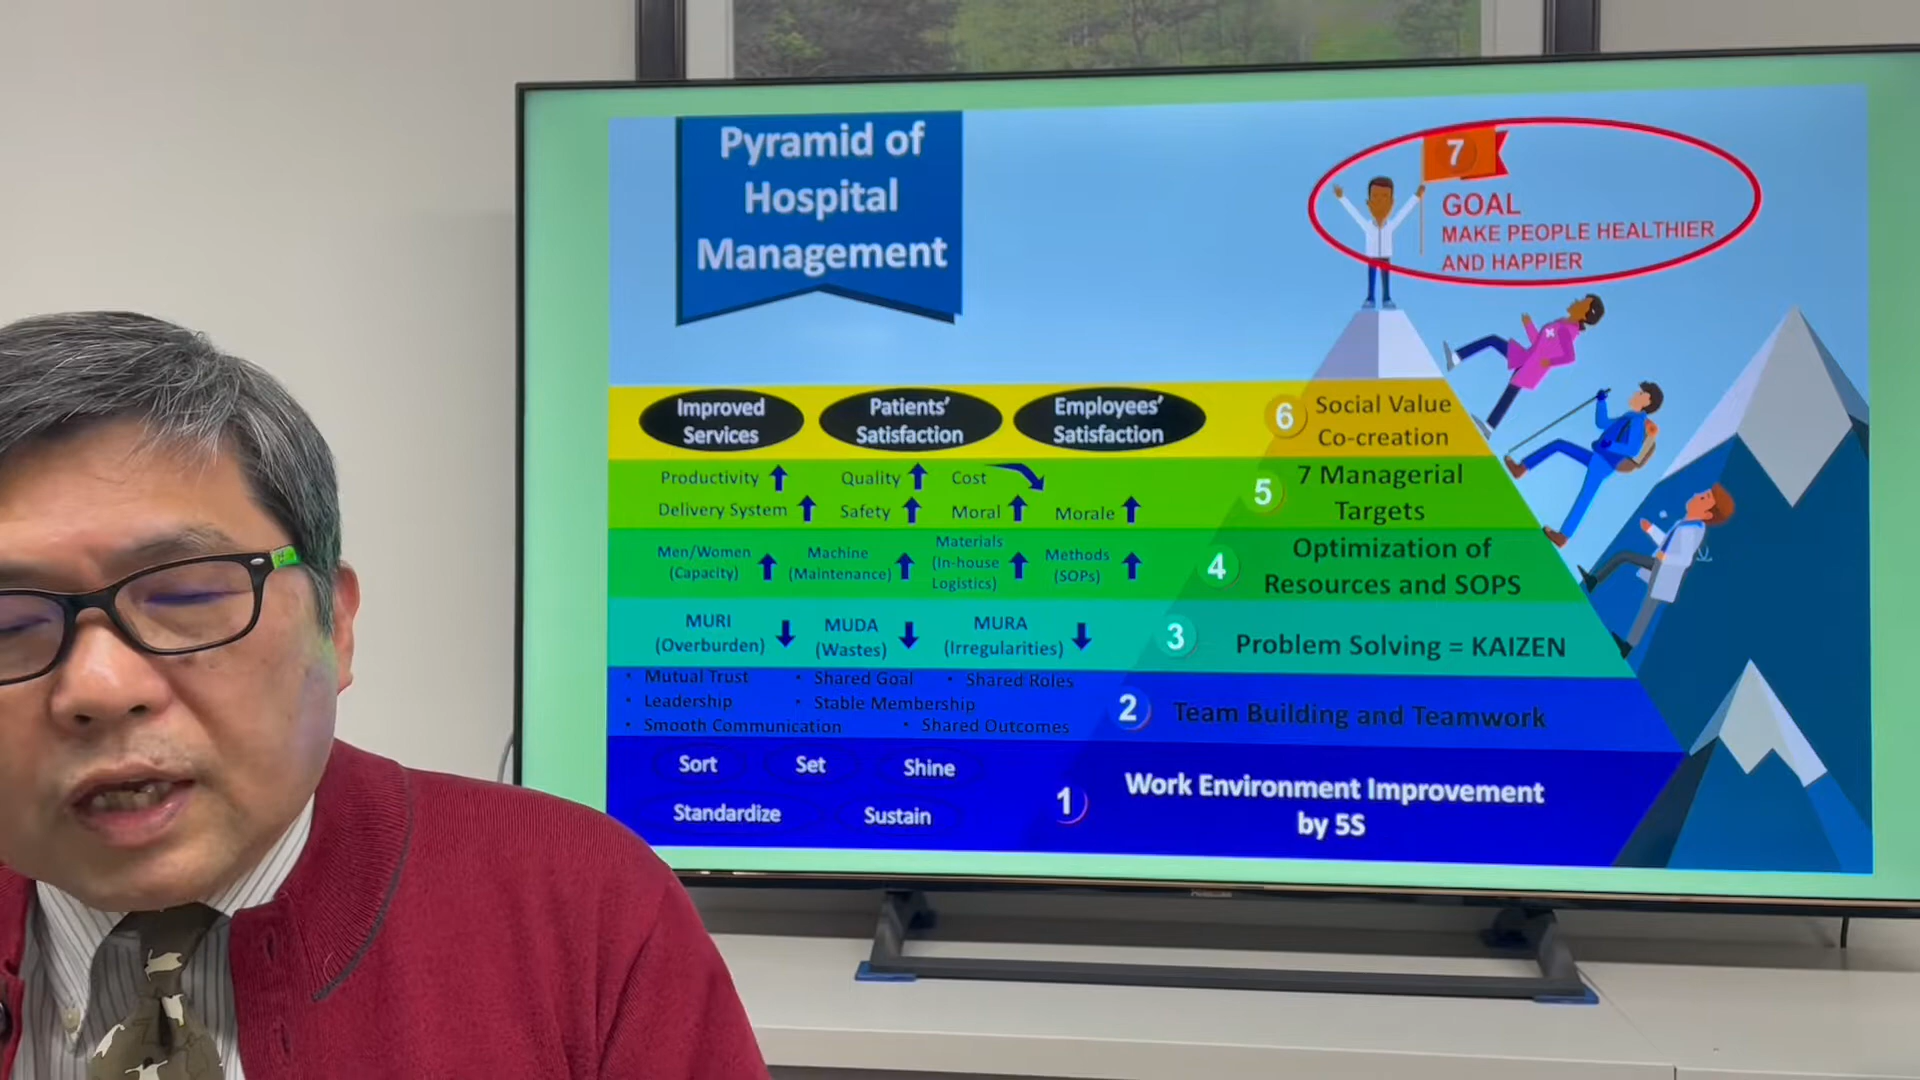 Pyramid of
Hospital
Management
7
GOAL
MAKE PEOPLE HEALTHIER
AND HAPPIER
Improved
Services
Patients'
Satisfaction
Employees'
Satisfaction
6
Social Value
Co-creation
Productivity
Quality
Cost
Delivery System
Safety
Moral
Morale
5
7 Managerial
Targets
Men/Women
(Capacity)
Machine
(Maintenance)
Materials
(In-house
Logistics)
Methods
(SOPs)
4
Optimization of
Resources and SOPS
MURI
(Overburden)
MUDA
(Wastes)
MURA
(Irregularities)
3
Problem Solving = KAIZEN
• Mutual Trust
• Shared Goal
• Shared Roles
• Leadership
• Stable Membership
• Smooth Communication
• Shared Outcomes
2
Team Building and Teamwork
Sort
Set
Shine
Standardize
Sustain
1
Work Environment Improvement
by 5S